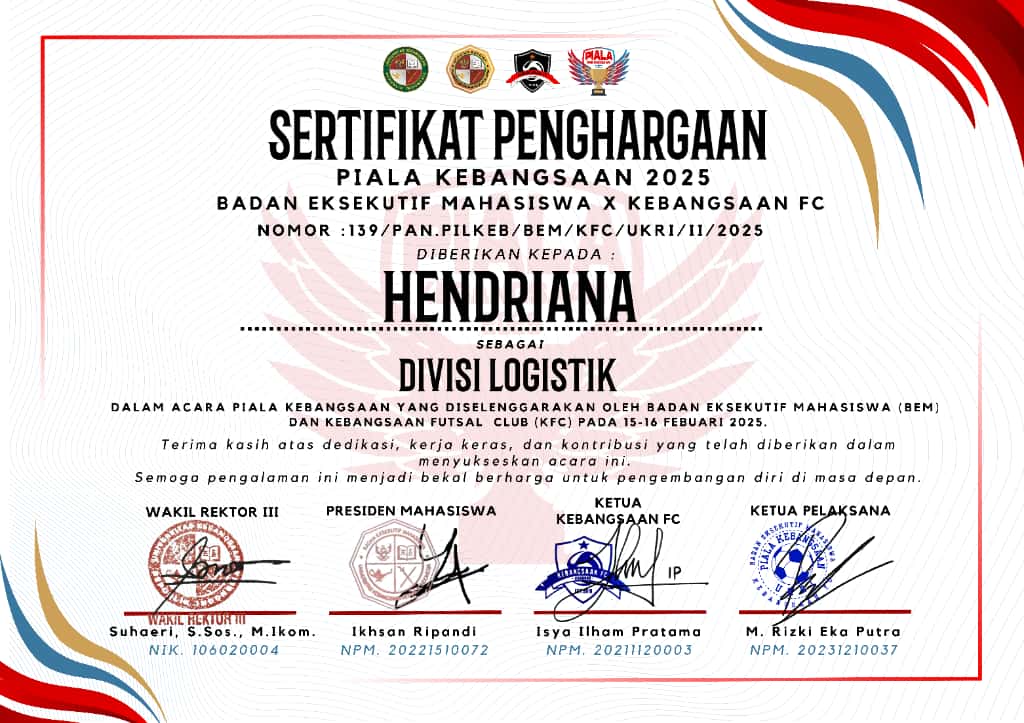 PIALA
SERTIFIKAT PENGHARGAAN
PIALA KEBANGSAAN 2025
BADAN EKSEKUTIF MAHASISWA X KEBANGSAAN FC
NOMOR :139/PAN.PILKEB/BEM/KFC/UKRI/II/2025
DIBERIKAN KEPADA :
HENDRIANA
SEBAGAI
DIVISI LOGISTIK
DALAM ACARA PIALA KEBANGSAAN YANG DISELENGGARAKAN OLEH BADAN EKSEKUTIF MAHASISWA (BEM)
DAN KEBANGSAAN FUTSAL CLUB (KFC) PADA 15-16 FEBUARI 2025.
Terima kasih atas dedikasi, kerja keras, dan kontribusi yang telah diberikan dalam
menyukseskan acara ini.
Semoga pengalaman ini menjadi bekal berharga untuk pengembangan diri di masa depan.
WAKIL REKTOR III PRESIDEN MAHASISWA KETUA KEBANGSAAN FC KETUA PELAKSANA
WAKIL REKTOR III
KEBANGSAAN FC
IP
BADAN EKSEKUTIF MAHASISWA
PIALA KEBANGSAAN
Suhaeri, S.Sos., M.Ikom. Ikhsan Ripandi Isya Ilham Pratama M. Rizki Eka Putra
NIK. 106020004 NPM. 20221510072 NPM. 20211120003 NPM. 20231210037